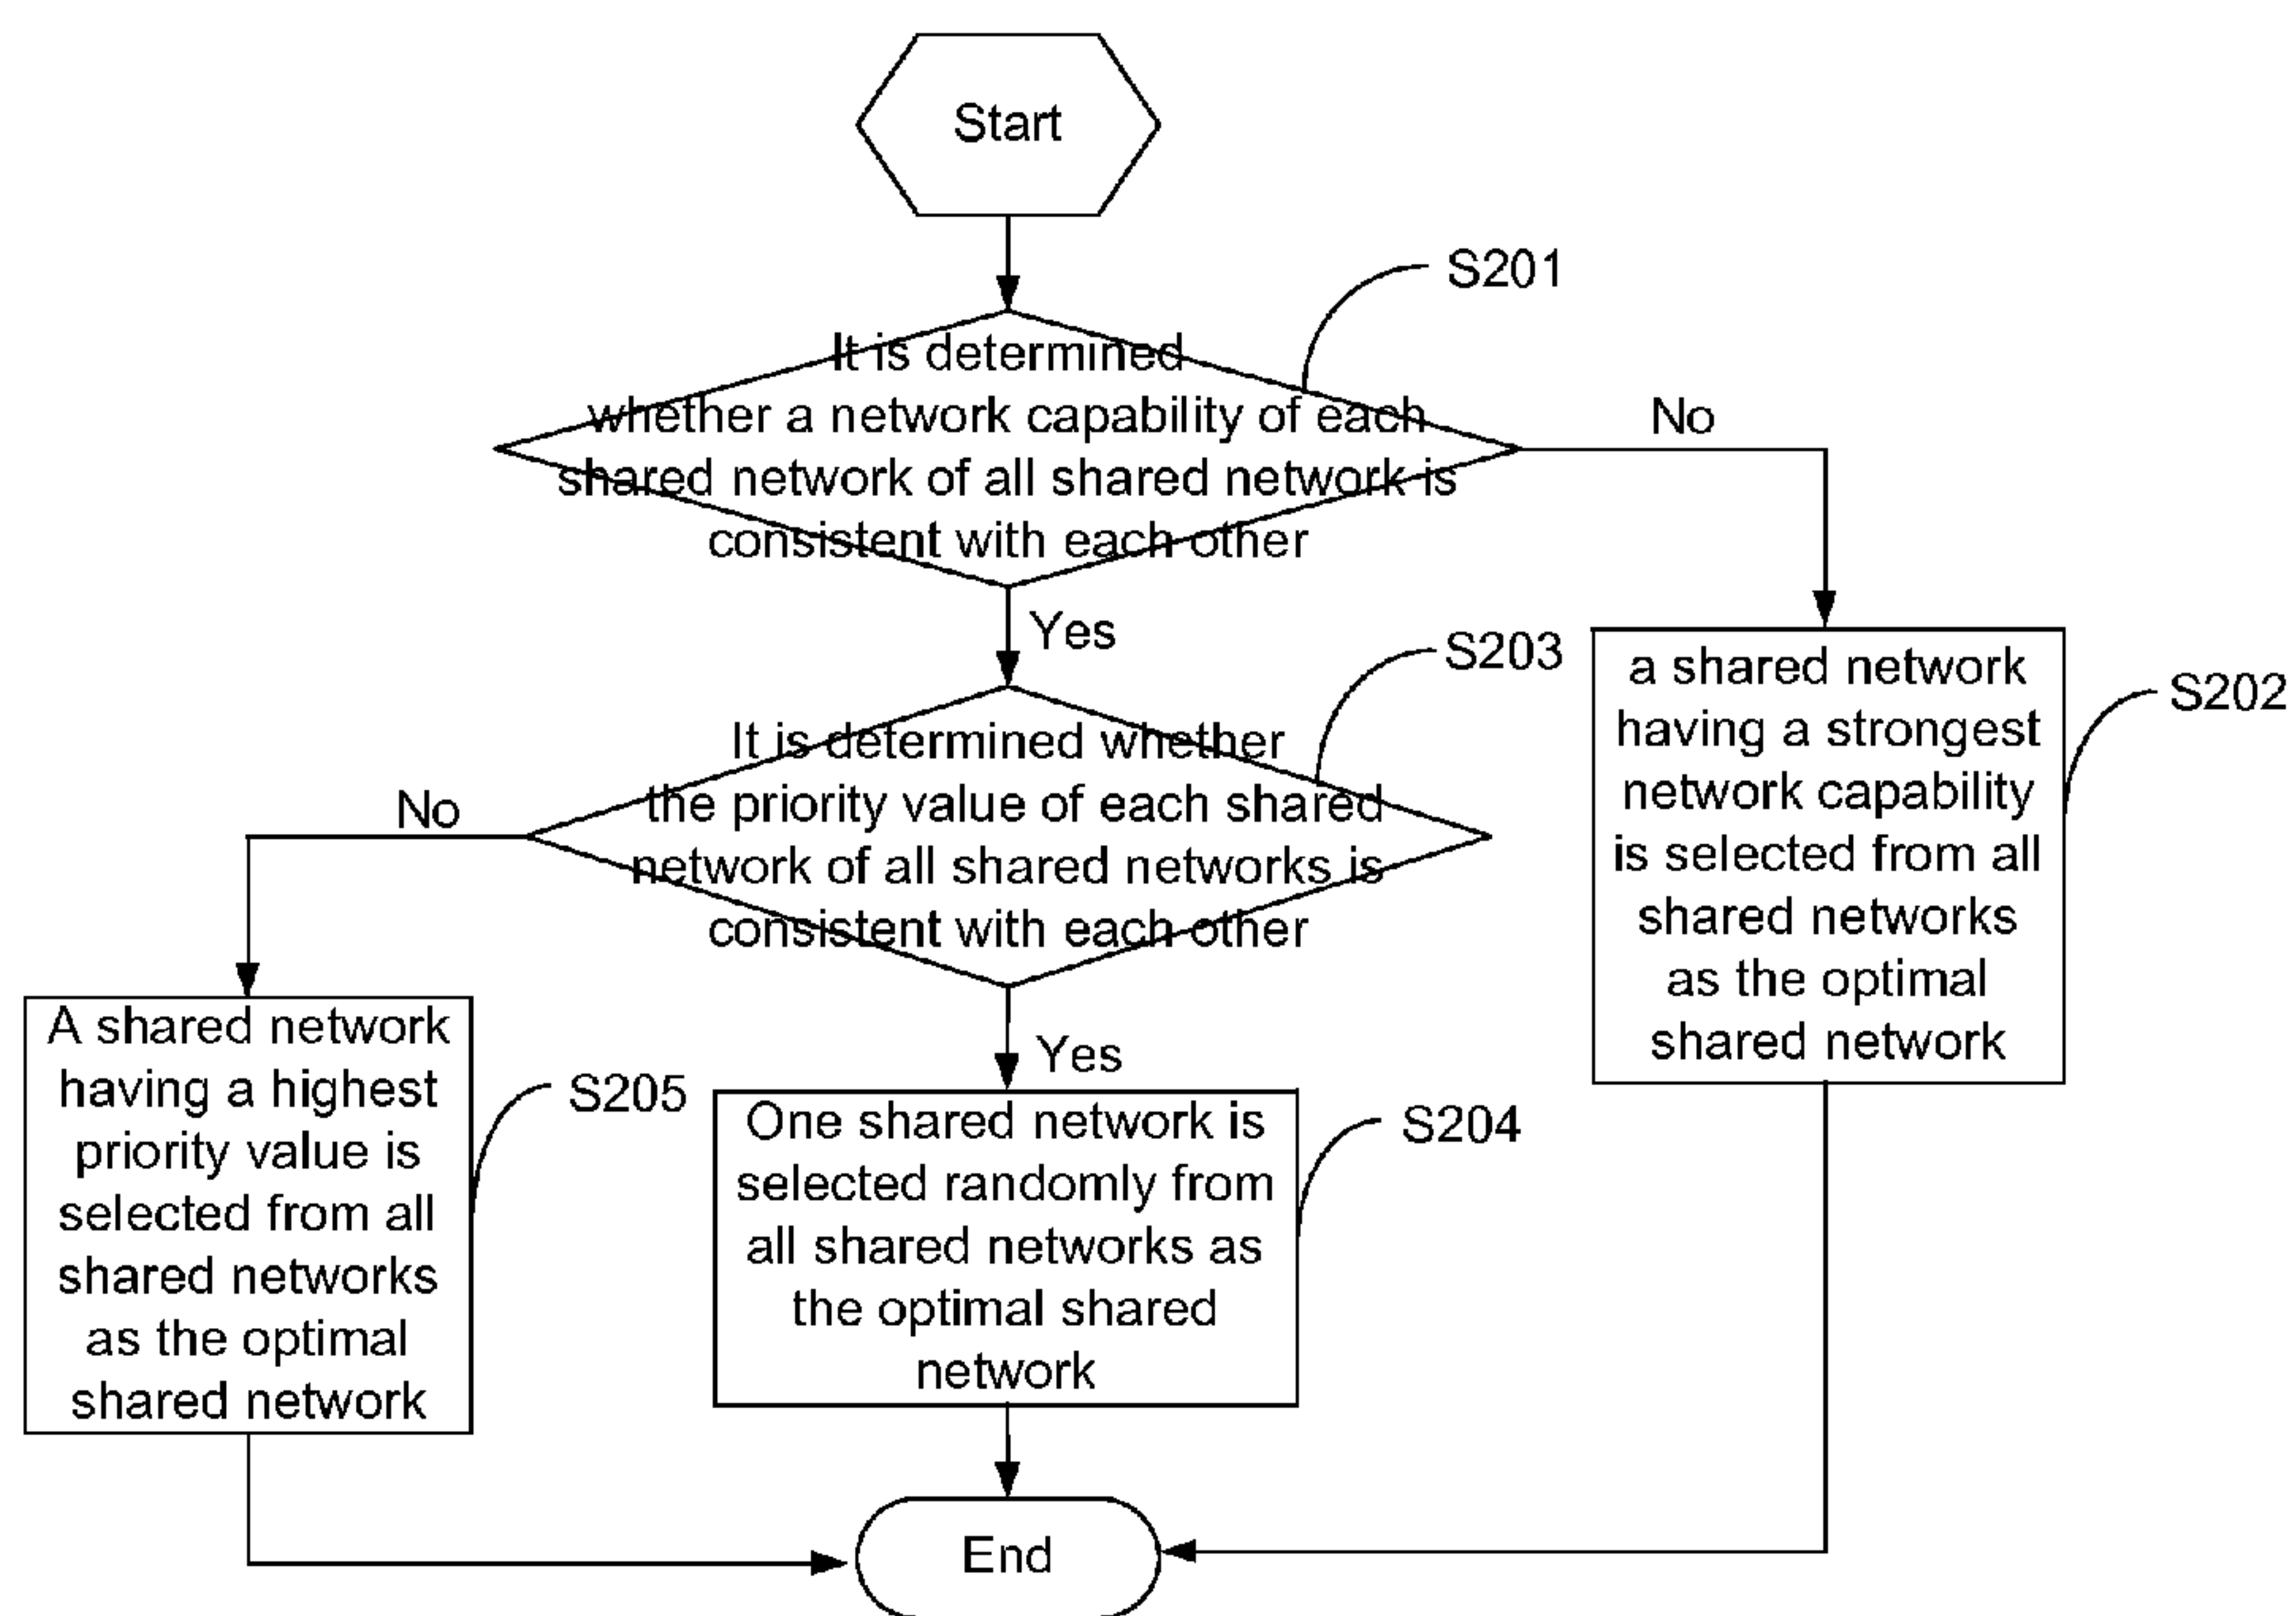 Start
S201
It is determined
whether a network capability of each
shared network of all shared network is
consistent with each other
No
Yes
S203
a shared network
having a strongest
network capability
is selected from all
shared networks
as the optimal
shared network
S202
It is determined whether
the priority value of each shared
network of all shared networks is
consistent with each other
No
Yes
A shared network
having a highest
priority value is
selected from all
shared networks
as the optimal
shared network
S205
One shared network is
selected randomly from
all shared networks as
the optimal shared
network
S204
End